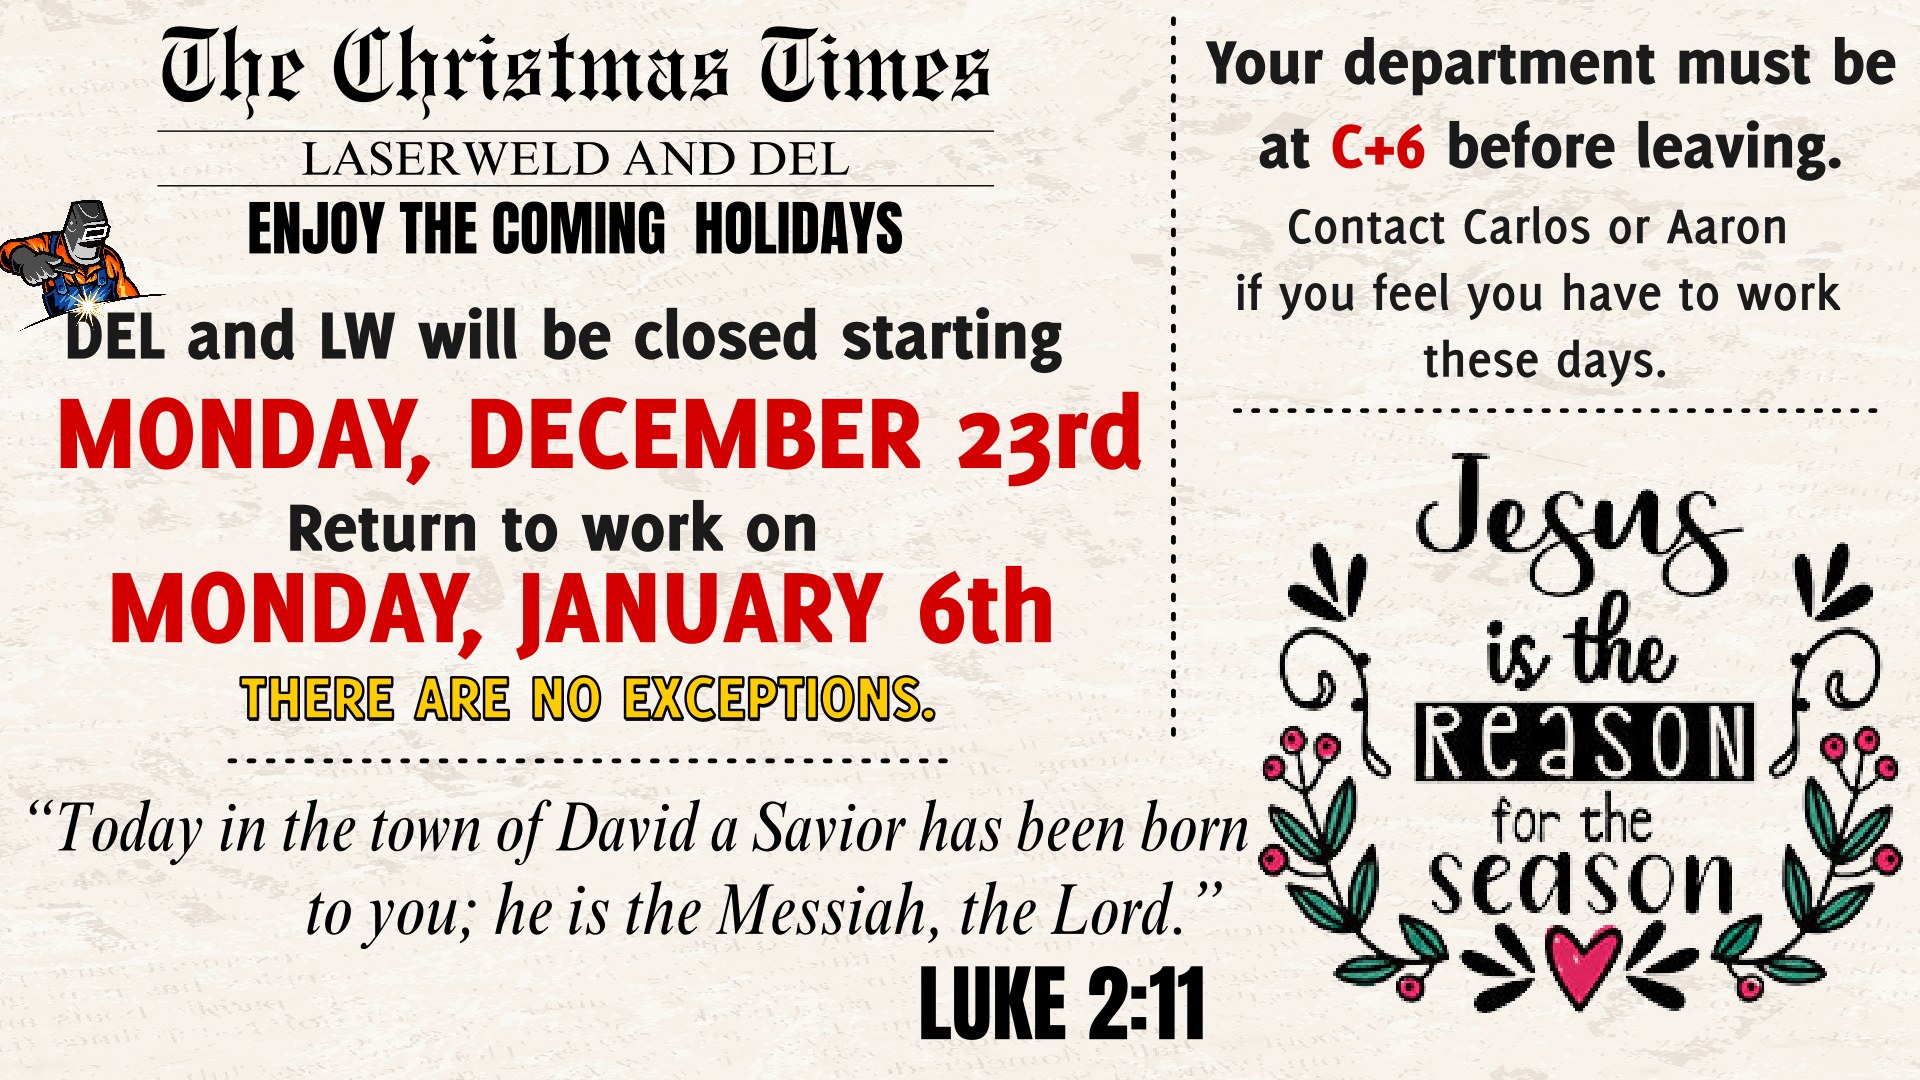 The Christmas Times
LASERWELD AND DEL
ENJOY THE COMING HOLIDAYS
DEL and LW will be closed starting
MONDAY, DECEMBER 23rd
Return to work on
MONDAY, JANUARY 6th
THERE ARE NO EXCEPTIONS.
“Today in the town of David a Savior has been born
to you; he is the Messiah, the Lord.”
LUKE 2:11
Your department must be
at C+6 before leaving.
Contact Carlos or Aaron
if you feel you have to work
these days.
Jesus
is the
REASON
for the
season